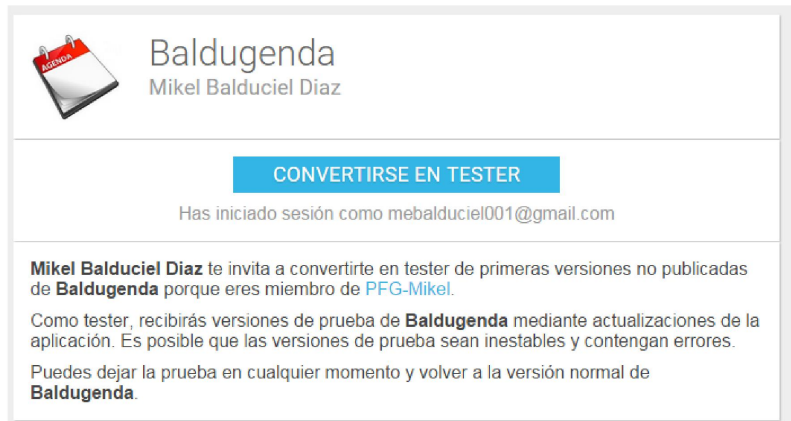 AGENDA
Baldugenda
Mikel Balduciel Diaz
CONVERTIRSE EN TESTER
Has iniciado sesión como mebalduciel001@gmail.com
Mikel Balduciel Diaz te invita a convertirte en tester de primeras versiones no publicadas
de Baldugenda porque eres miembro de PFG-Mikel.
Como tester, recibirás versiones de prueba de Baldugenda mediante actualizaciones de la
aplicación. Es posible que las versiones de prueba sean inestables y contengan errores.
Puedes dejar la prueba en cualquier momento y volver a la versión normal de
Baldugenda.